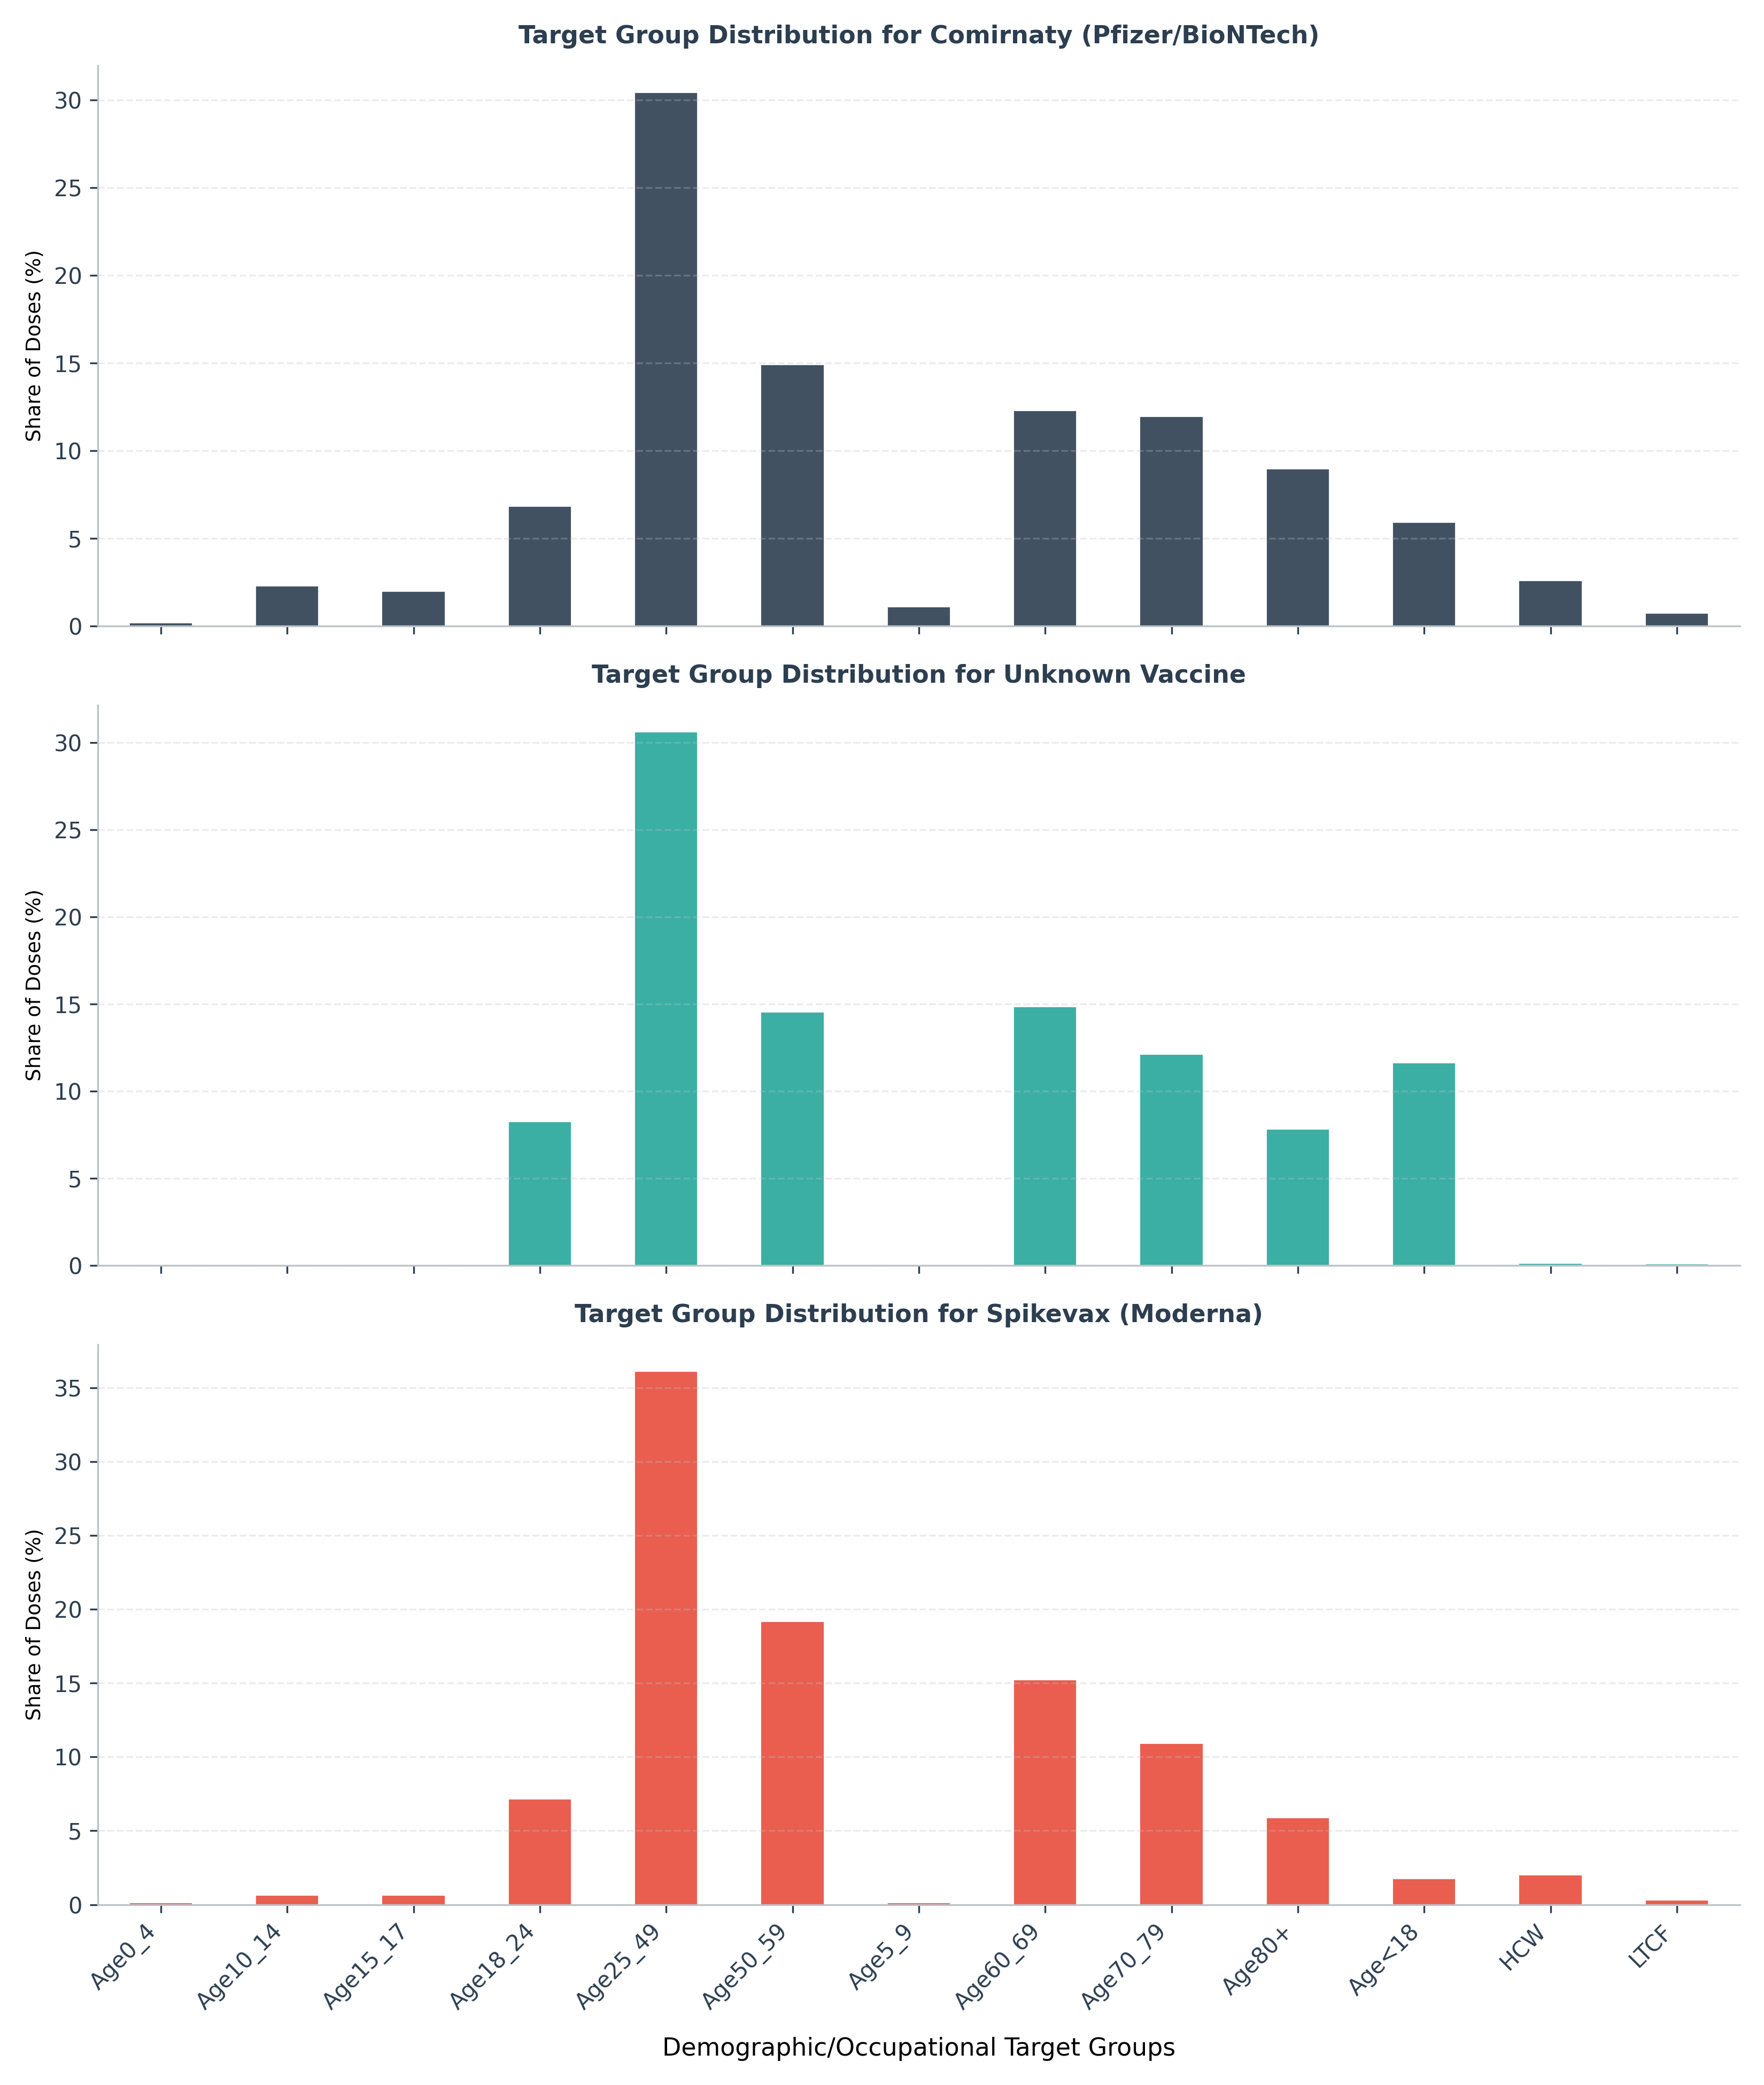 Target Group Distribution for Comirnaty (Pfizer/BioNTech)
Share of Doses (%)
30
25
20
15
10
5
0
Target Group Distribution for Unknown Vaccine
Share of Doses (%)
30
25
20
15
10
5
0
Target Group Distribution for Spikevax (Moderna)
Share of Doses (%)
35
30
25
20
15
10
5
0
Age0_4
Age10_14
Age15_17
Age18_24
Age25_49
Age50_59
Age5_9
Age60_69
Age70_79
Age80+
Age<18
HCW
LTCF
Demographic/Occupational Target Groups